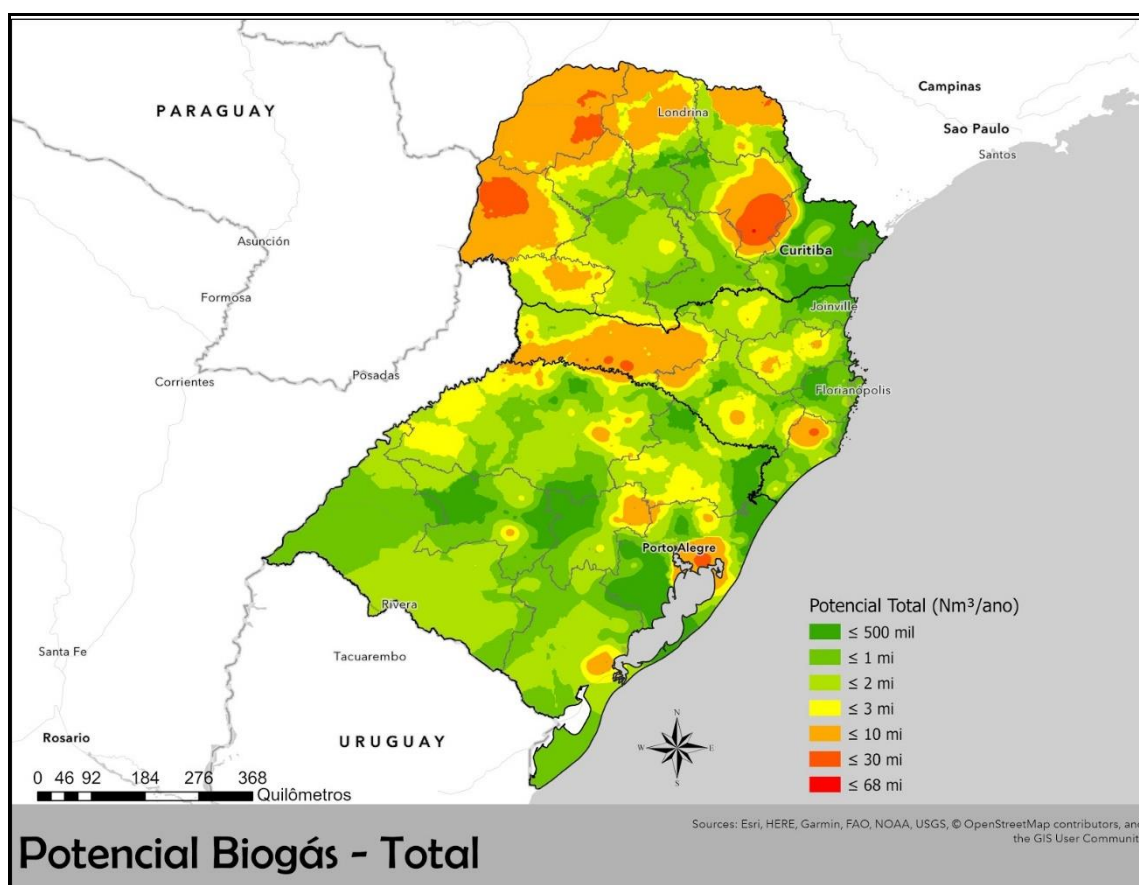 Campinas
PARAGUAY
Londrina
Sao Paulo
Santos
Asunción
Curitiba
Formosa
Joinville
Posadas
Corrientes
Florianópolis
Porto Alegre
Potencial Total (Nm³/ano)
Rivera
≤ 500 mil
Santa Fe
Tacuarembo
≤ 1 mi
≤ 2 mi
≤ 3 mi
N
Rosario
URUGUAY
W E
≤ 10 mi
S
≤ 30 mi
0 46 92 184 276 368
≤ 68 mi
Quilômetros
Potencial Biogás - Total
Sources: Esri, HERE, Garmin, FAO, NOAA, USGS, © OpenStreetMap contributors, and
the GIS User Communit